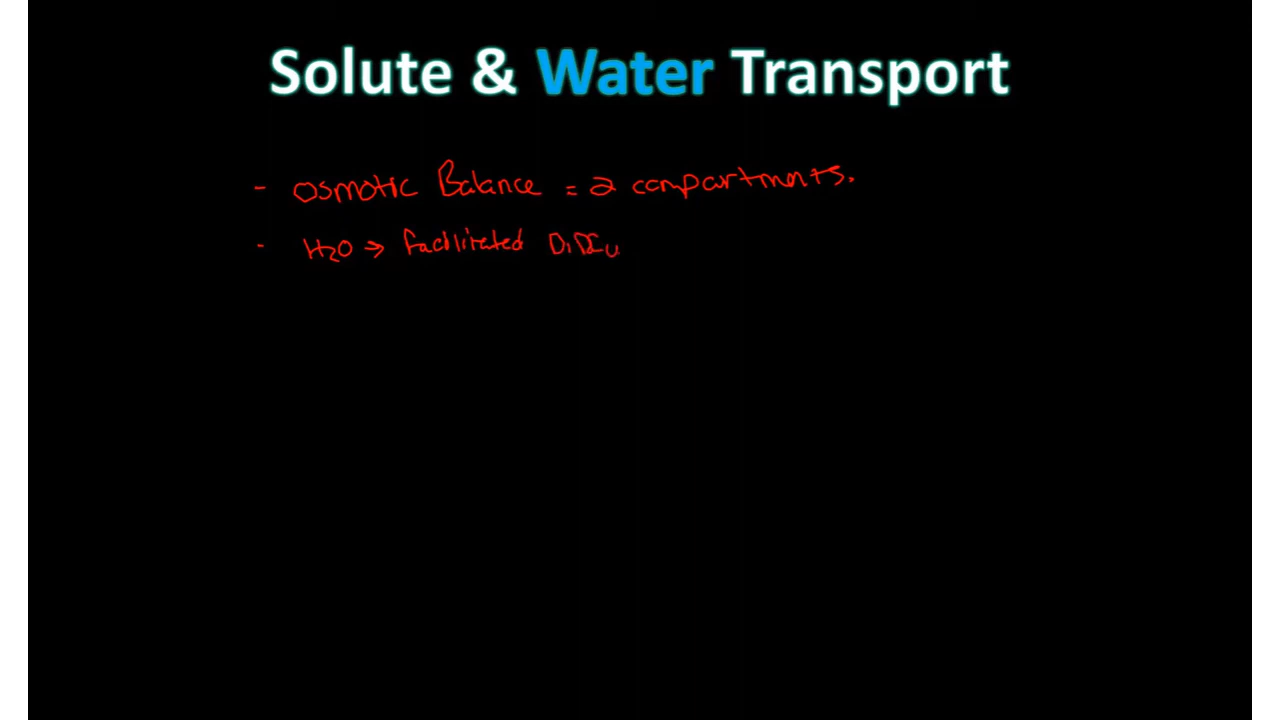 Solute & Water Transport
- Osmotic Balance = 2 compartments.
- H₂O → facilitated